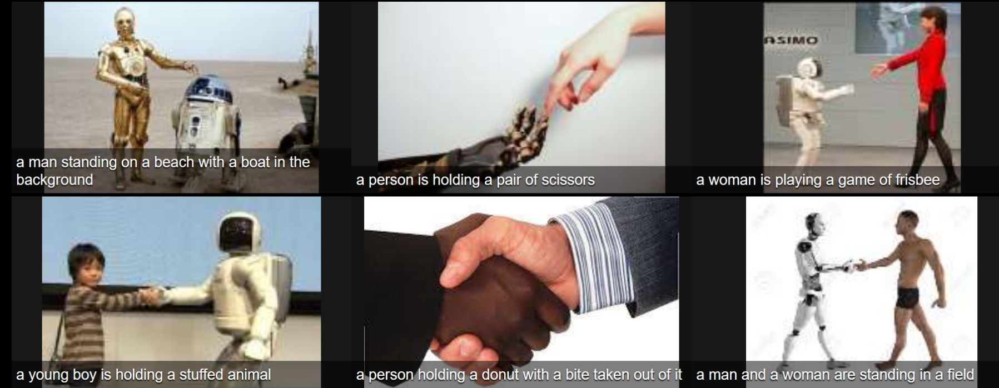 a man standing on a beach with a boat in the
background
a person is holding a pair of scissors
ASIMO
a woman is playing a game of frisbee
a young boy is holding a stuffed animal
a person holding a donut with a bite taken out of it
a man and a woman are standing in a field